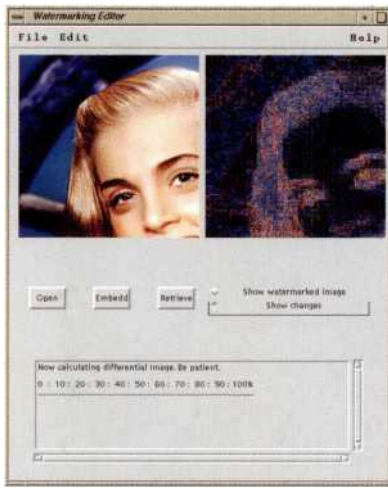 Watermarking Editor
File Edit Help
Open Embedd Retrieve Show watermarked image
Show changes
Now calculating differential image. Be patient.
0 : 10 : 20 : 30 : 40 : 50 : 60 : 70 : 80 : 90 : 100%